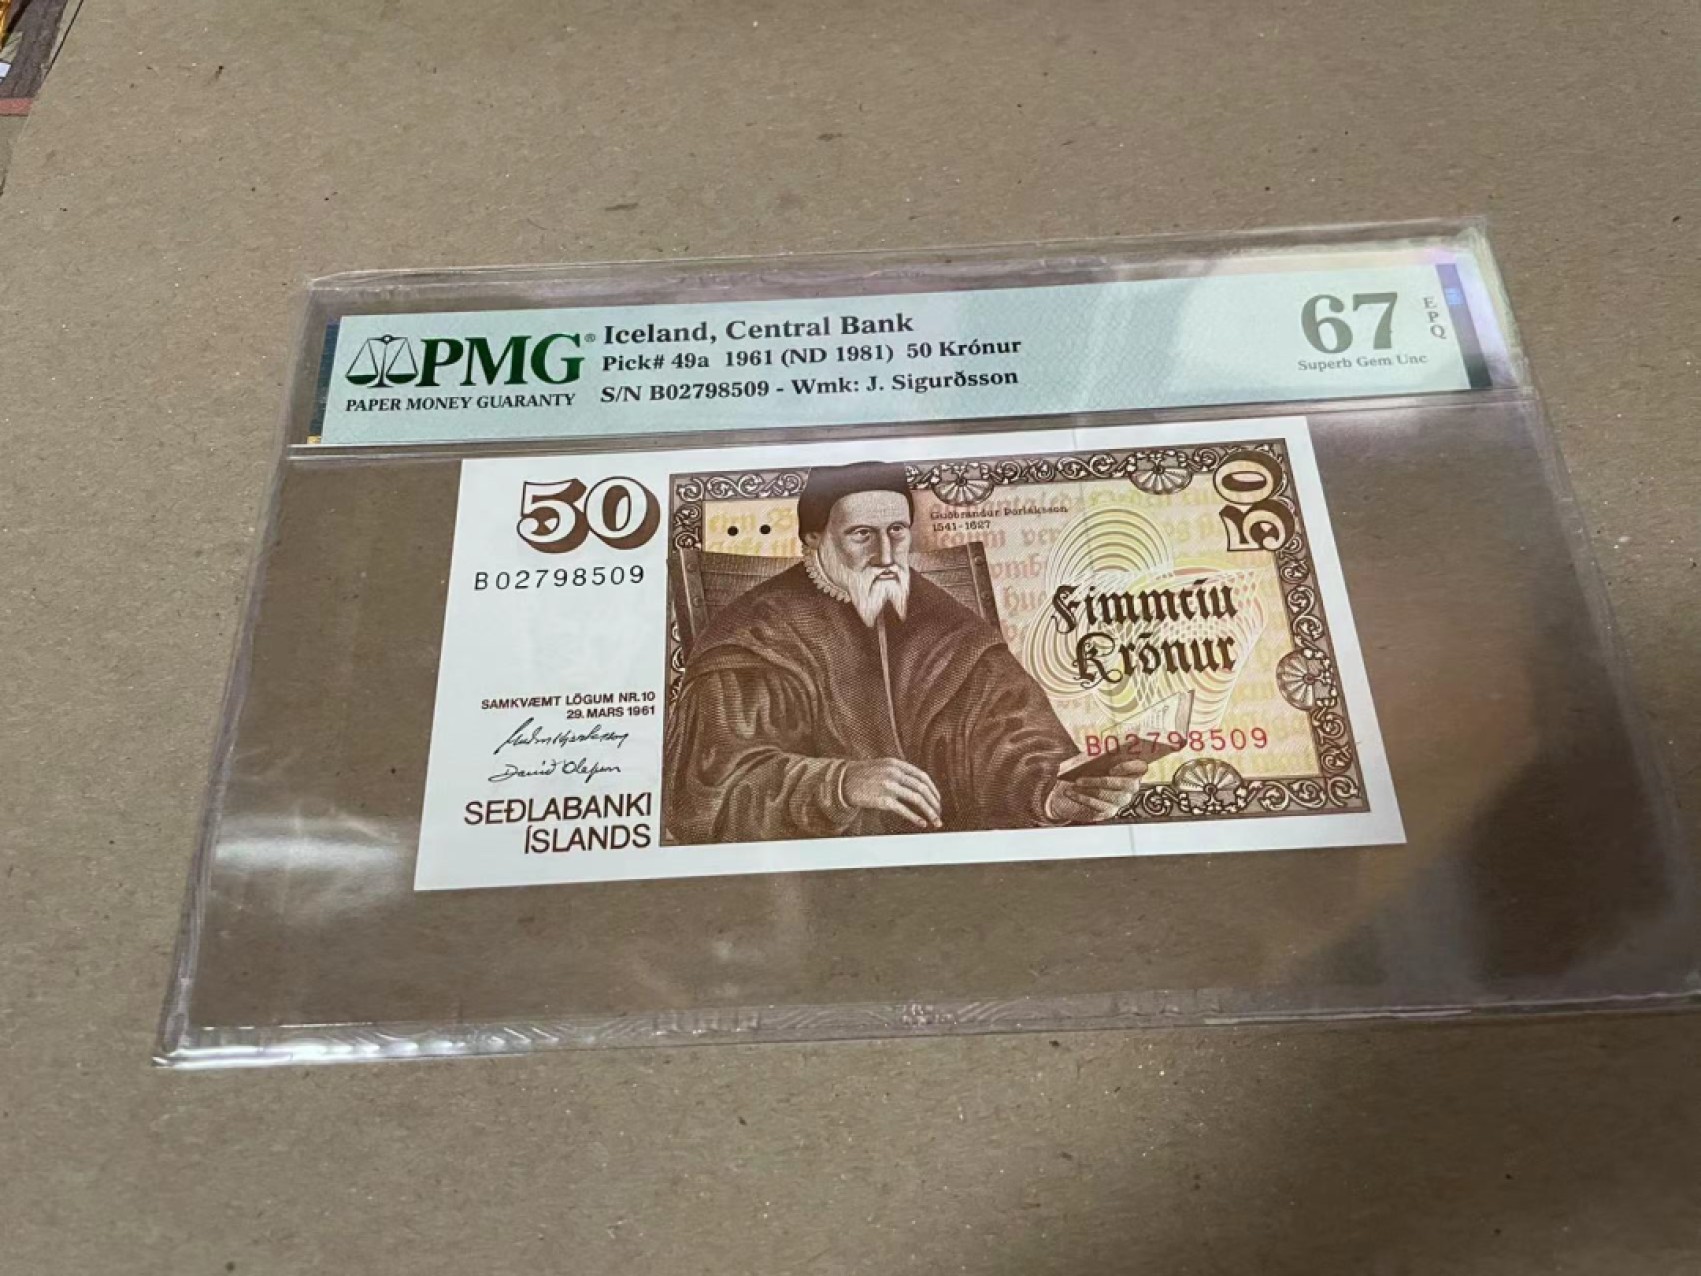 PMG®
PAPER MONEY GUARANTY
Iceland, Central Bank
Pick# 49a 1961 (ND 1981) 50 Krónur
S/N B02798509 - Wmk: J. Sigurðsson
67
EPQ
Superb Gem Unc
50
B02798509
SAMKVÆMT LÖGUM NR.10
29. MARS 1961
SEÐLABANKI
ÍSLANDS
Guðbrandur Þorláksson
1541-1627
50
Fimmtíu
Krónur
B02798509